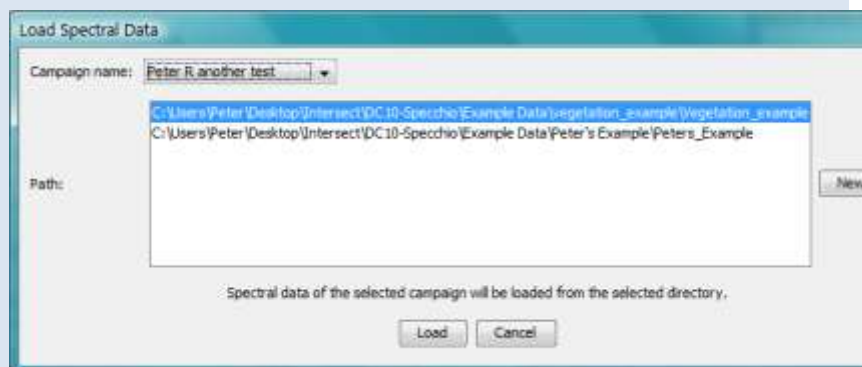 Load Spectral Data
Campaign name: Peter R another test
C:\Users\Peter\Desktop\Intersect\DC10-Specchio\Example Data\vegetation_example\Vegetation_example
C:\Users\Peter\Desktop\Intersect\DC10-Specchio\Example Data\Peter's Example\Peters_Example
Path:
New
Spectral data of the selected campaign will be loaded from the selected directory.
Load Cancel